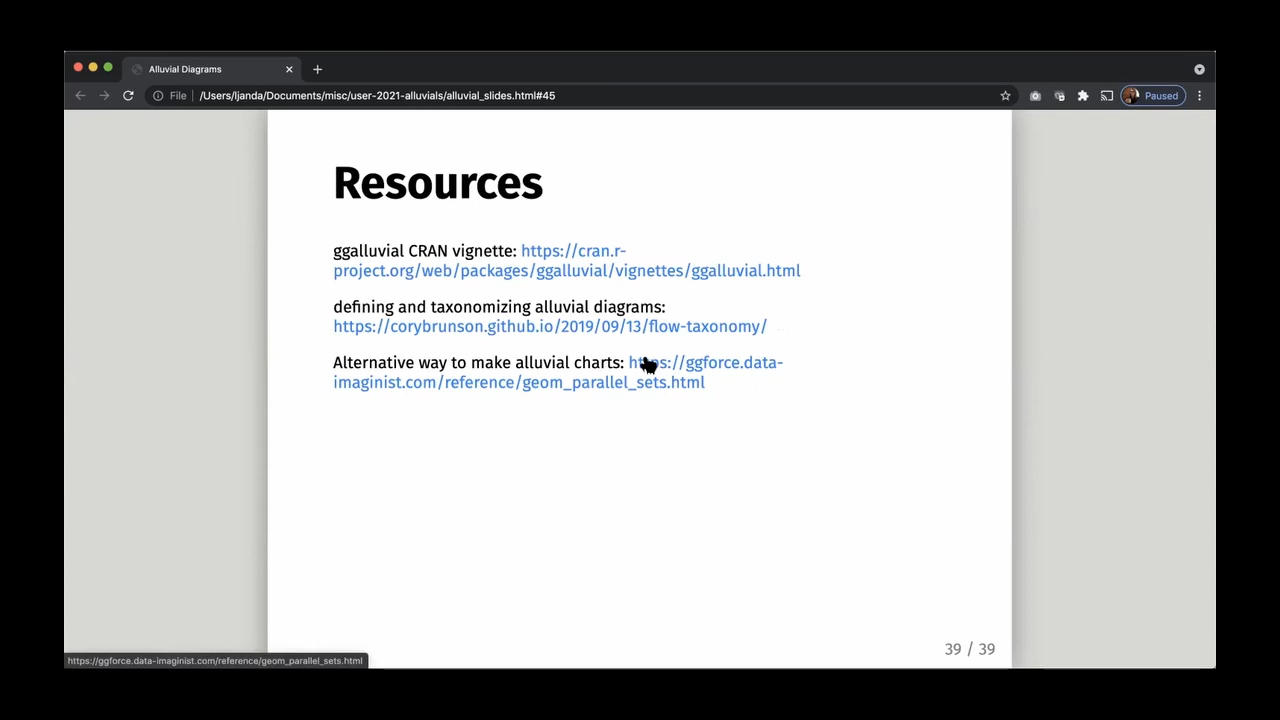 Alluvial Diagrams
File
/Users/ljanda/Documents/misc/user-2021-alluvials/alluvial_slides.html#45
Paused
Resources
ggalluvial CRAN vignette: https://cran.r-
project.org/web/packages/ggalluvial/vignettes/ggalluvial.html
defining and taxonomizing alluvial diagrams:
https://corybrunson.github.io/2019/09/13/flow-taxonomy/
Alternative way to make alluvial charts: https://ggforce.data-
imaginist.com/reference/geom_parallel_sets.html
39 / 39
https://ggforce.data-imaginist.com/reference/geom_parallel_sets.html